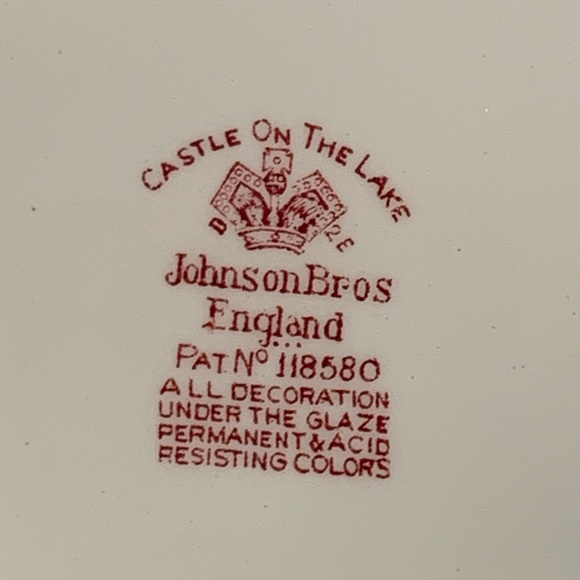 CASTLE ON THE LAKE
D 2E
Johnson Bros
England
PAT. Nº 118580
ALL DECORATION
UNDER THE GLAZE
PERMANENT & ACID
RESISTING COLORS